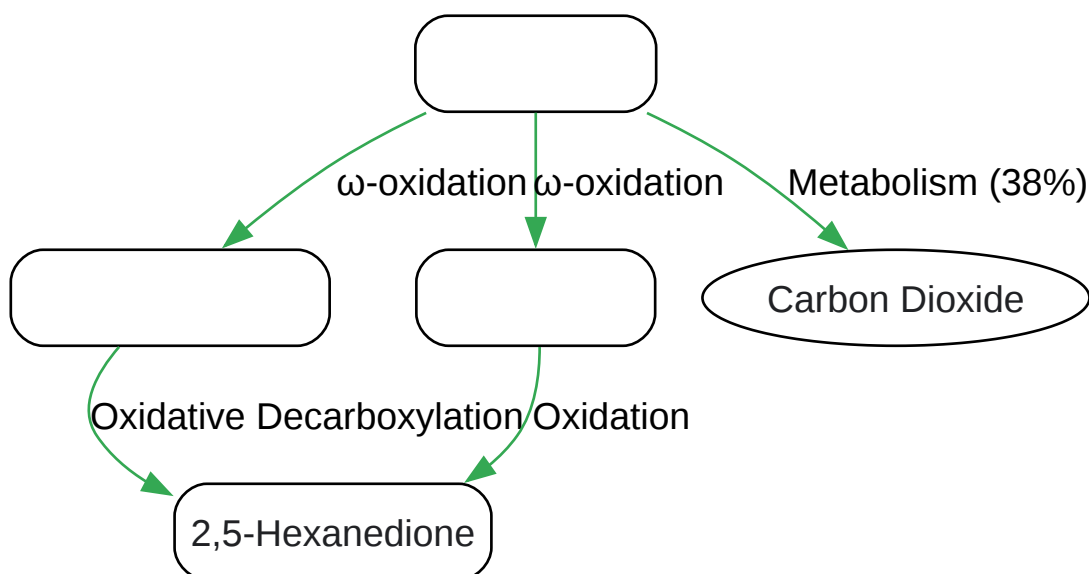 ω-oxidation
ω-oxidation
Metabolism (38%)
Carbon Dioxide
Oxidative Decarboxylation
Oxidation
2,5-Hexanedione